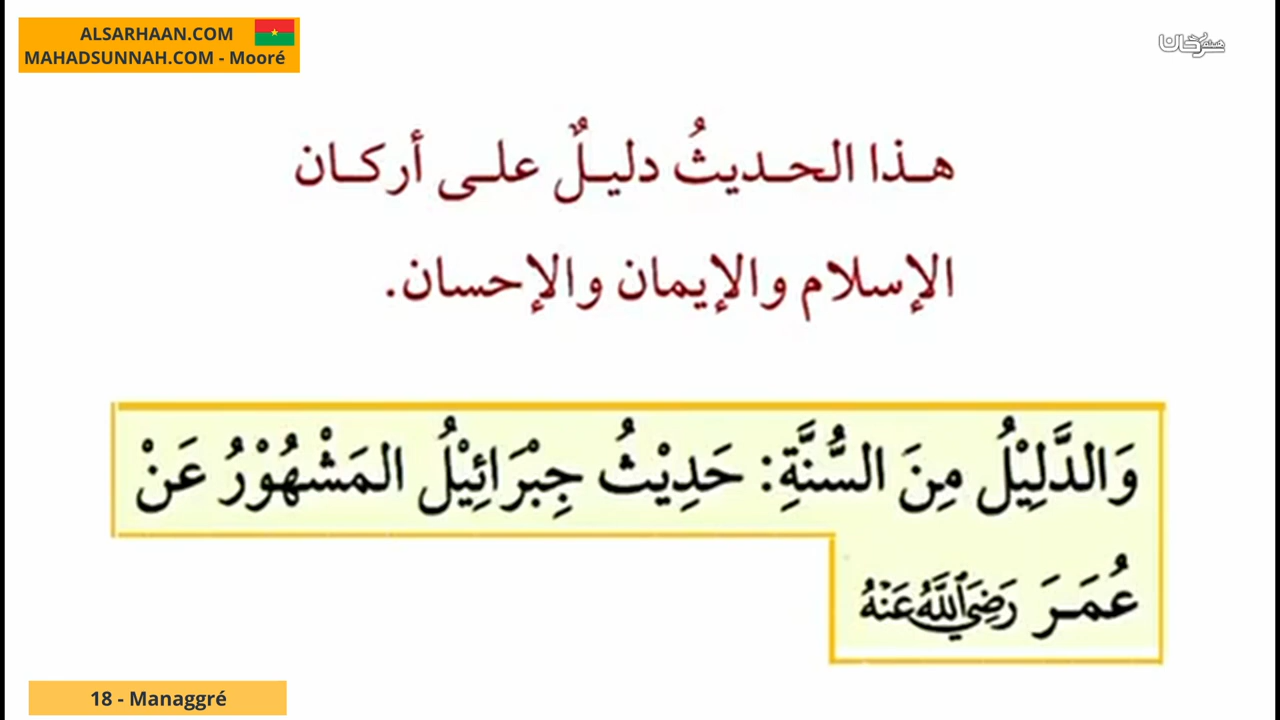 ALSARHAAN.COM
MAHADSUNNAH.COM - Mooré
هذا الحديثُ دليلٌ على أركان
الإسلام والإيمان والإحسان.
وَالدَّلِيْلُ مِنَ السُّنَّةِ: حَدِيْثُ جِبْرَائِيْلُ المَشْهُوْرُ عَنْ
عُمَرَ رَضِيَ اللَّهُ عَنْهُ
18 - Managgré